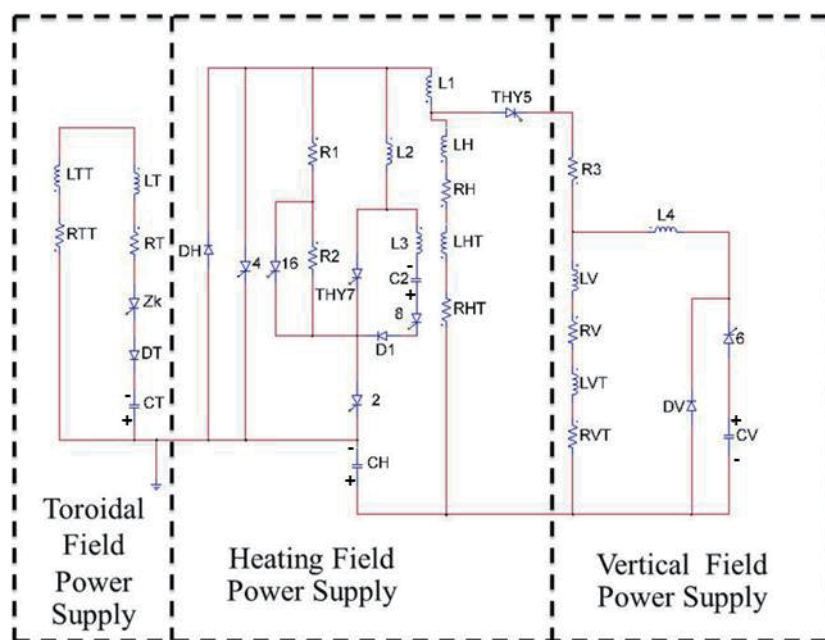 L1
THY5
LTT
LT
R1
L2
LH
R3
RTT
RT
DH
4
16
R2
L3
RH
L4
-
C2
+
LHT
LV
Zk
THY7
8
RHT
RV
6
D1
DT
2
LVT
DV
+
CV
-
-
CT
+
RVT
-
CH
+
Toroidal
Field
Power
Supply
Heating Field
Power Supply
Vertical Field
Power Supply